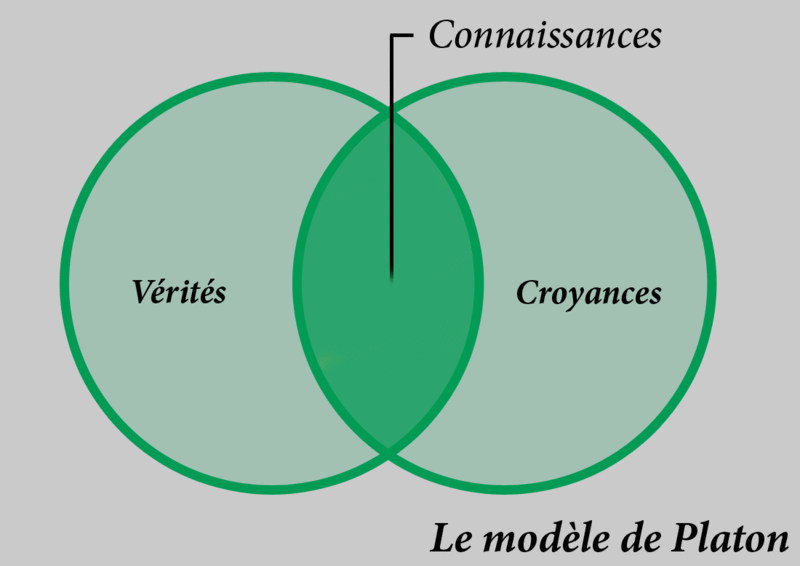 Connaissances
Vérités
Croyances
Le modèle de Platon